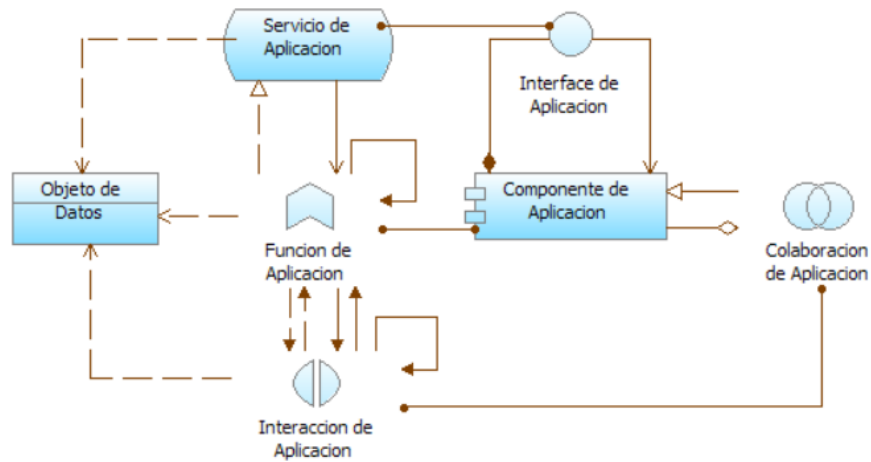 Servicio de
Aplicacion
Interface de
Aplicacion
Objeto de
Datos
Componente de
Aplicacion
Funcion de
Aplicacion
Colaboracion
de Aplicacion
Interaccion de
Aplicacion